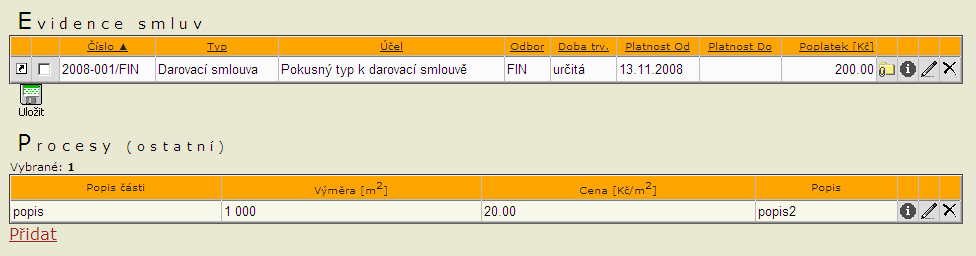 Evidence smluv
Číslo ▲ Typ Účel Odbor Doba trv. Platnost Od Platnost Do Poplatek [Kč]
2008-001/FIN Darovací smlouva Pokusný typ k darovací smlouvě FIN určitá 13.11.2008 200.00
Uložit
Procesy (ostatní)
Vybrané: 1
Popis části Výměra [m2] Cena [Kč/m2] Popis
popis 1 000 20.00 popis2
Přidat